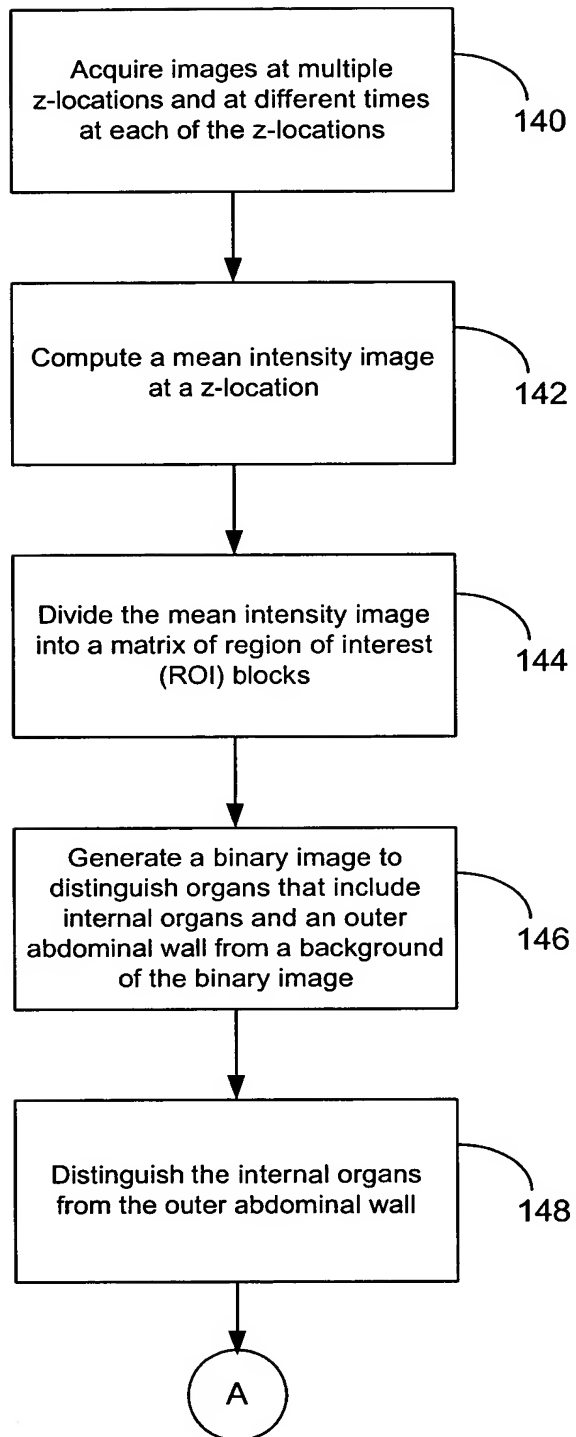 Acquire images at multiple
z-locations and at different times
at each of the z-locations
140
Compute a mean intensity image
at a z-location
142
Divide the mean intensity image
into a matrix of region of interest
(ROI) blocks
144
Generate a binary image to
distinguish organs that include
internal organs and an outer
abdominal wall from a background
of the binary image
146
Distinguish the internal organs
from the outer abdominal wall
148
A